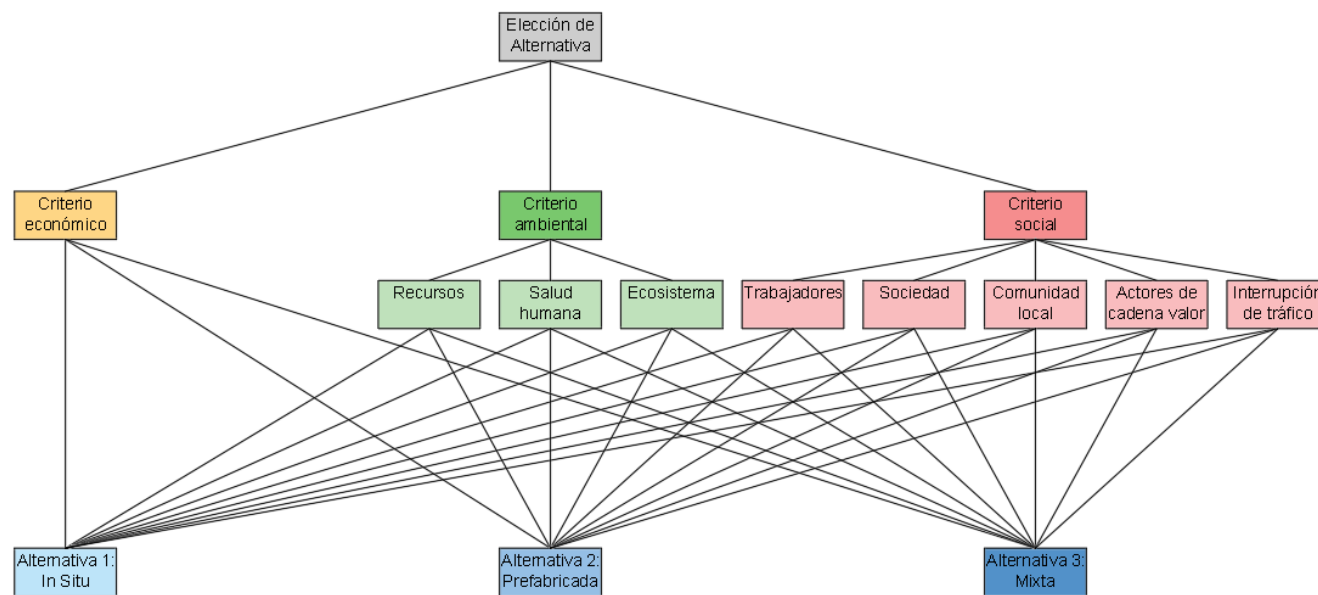 Elección de
Alternativa
Criterio
económico
Criterio
ambiental
Criterio
social
Recursos
Salud
humana
Ecosistema
Trabajadores
Sociedad
Comunidad
local
Actores de
cadena valor
Interrupción
de tráfico
Alternativa 1:
In Situ
Alternativa 2:
Prefabricada
Alternativa 3:
Mixta